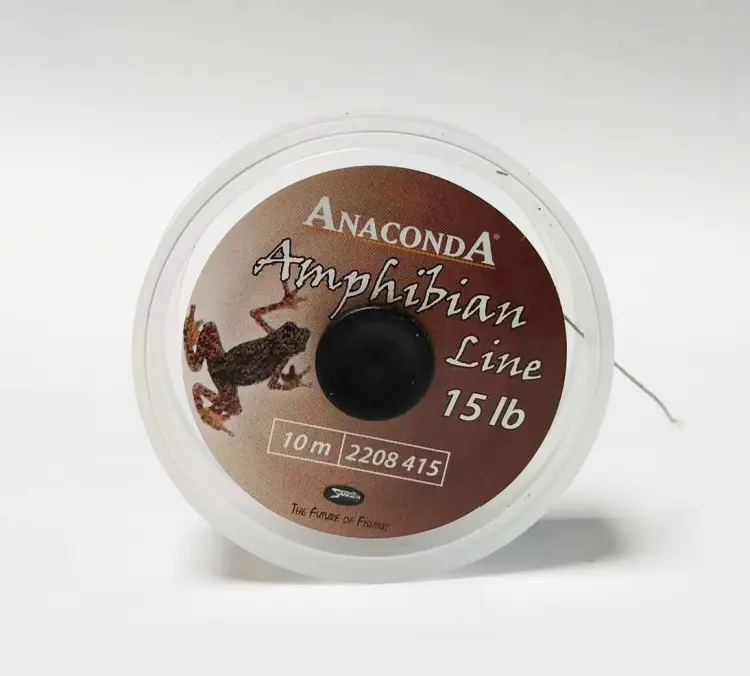 ANACONDA®
Amphibian
Line
15 lb
10 m 2208 415
THE FUTURE OF FISHING